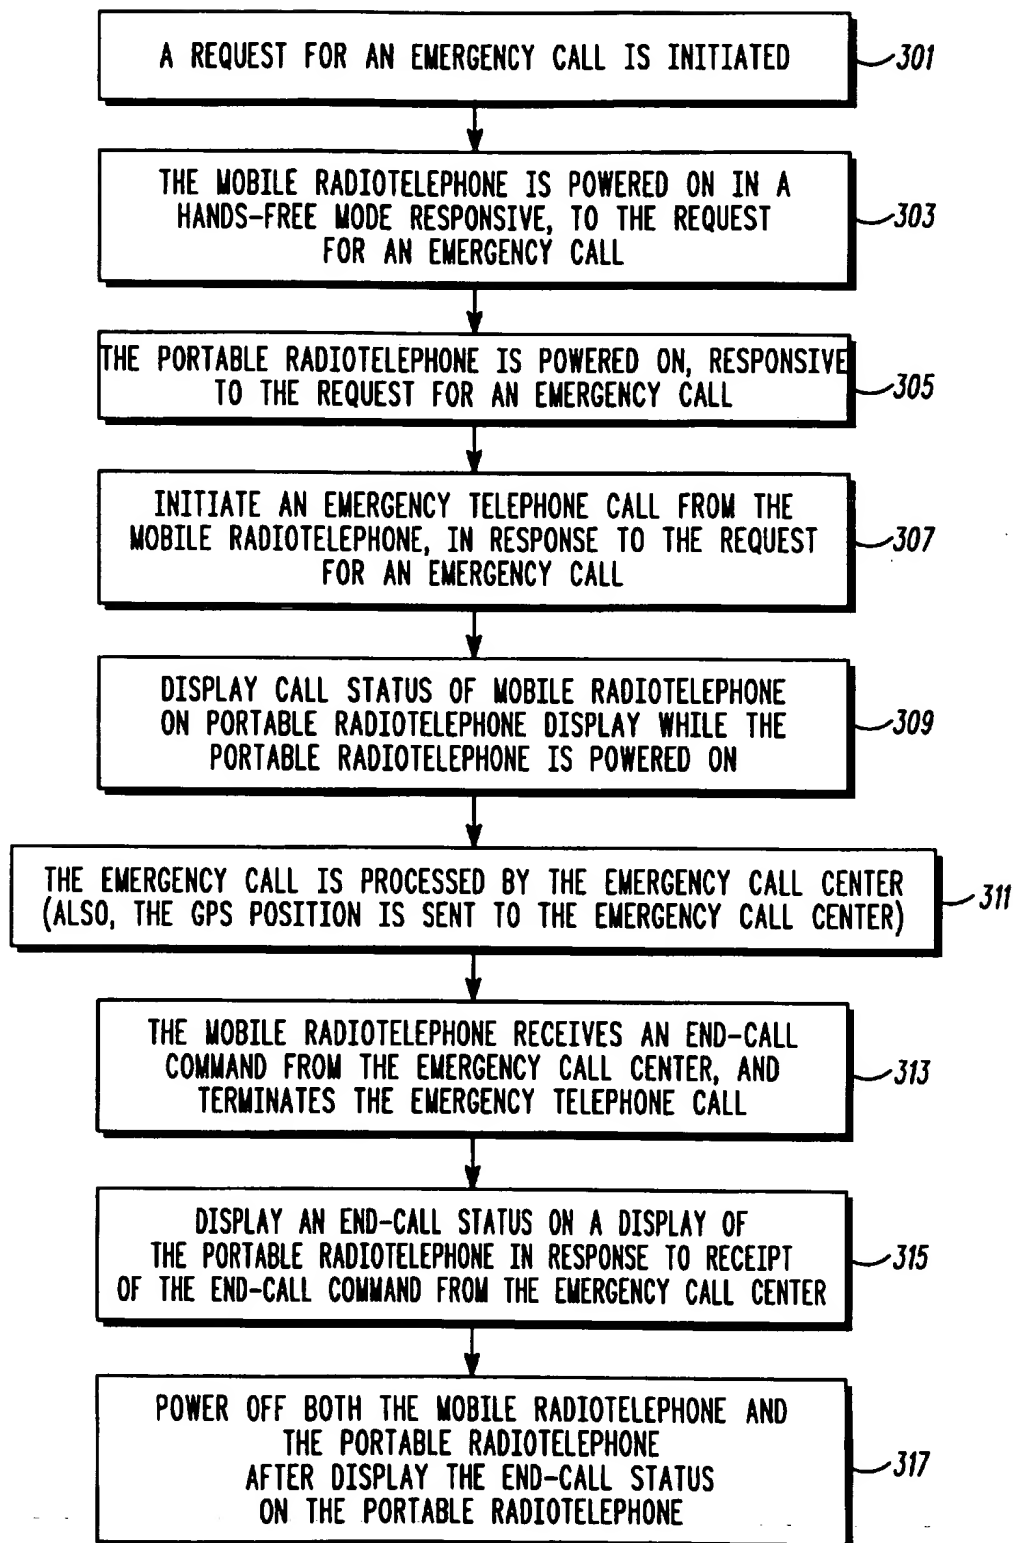 A REQUEST FOR AN EMERGENCY CALL IS INITIATED
301
THE MOBILE RADIOTELEPHONE IS POWERED ON IN A
HANDS-FREE MODE RESPONSIVE, TO THE REQUEST
FOR AN EMERGENCY CALL
303
THE PORTABLE RADIOTELEPHONE IS POWERED ON, RESPONSIVE
TO THE REQUEST FOR AN EMERGENCY CALL
305
INITIATE AN EMERGENCY TELEPHONE CALL FROM THE
MOBILE RADIOTELEPHONE, IN RESPONSE TO THE REQUEST
FOR AN EMERGENCY CALL
307
DISPLAY CALL STATUS OF MOBILE RADIOTELEPHONE
ON PORTABLE RADIOTELEPHONE DISPLAY WHILE THE
PORTABLE RADIOTELEPHONE IS POWERED ON
309
THE EMERGENCY CALL IS PROCESSED BY THE EMERGENCY CALL CENTER
(ALSO, THE GPS POSITION IS SENT TO THE EMERGENCY CALL CENTER)
311
THE MOBILE RADIOTELEPHONE RECEIVES AN END-CALL
COMMAND FROM THE EMERGENCY CALL CENTER, AND
TERMINATES THE EMERGENCY TELEPHONE CALL
313
DISPLAY AN END-CALL STATUS ON A DISPLAY OF
THE PORTABLE RADIOTELEPHONE IN RESPONSE TO RECEIPT
OF THE END-CALL COMMAND FROM THE EMERGENCY CALL CENTER
315
POWER OFF BOTH THE MOBILE RADIOTELEPHONE AND
THE PORTABLE RADIOTELEPHONE
AFTER DISPLAY THE END-CALL STATUS
ON THE PORTABLE RADIOTELEPHONE
317